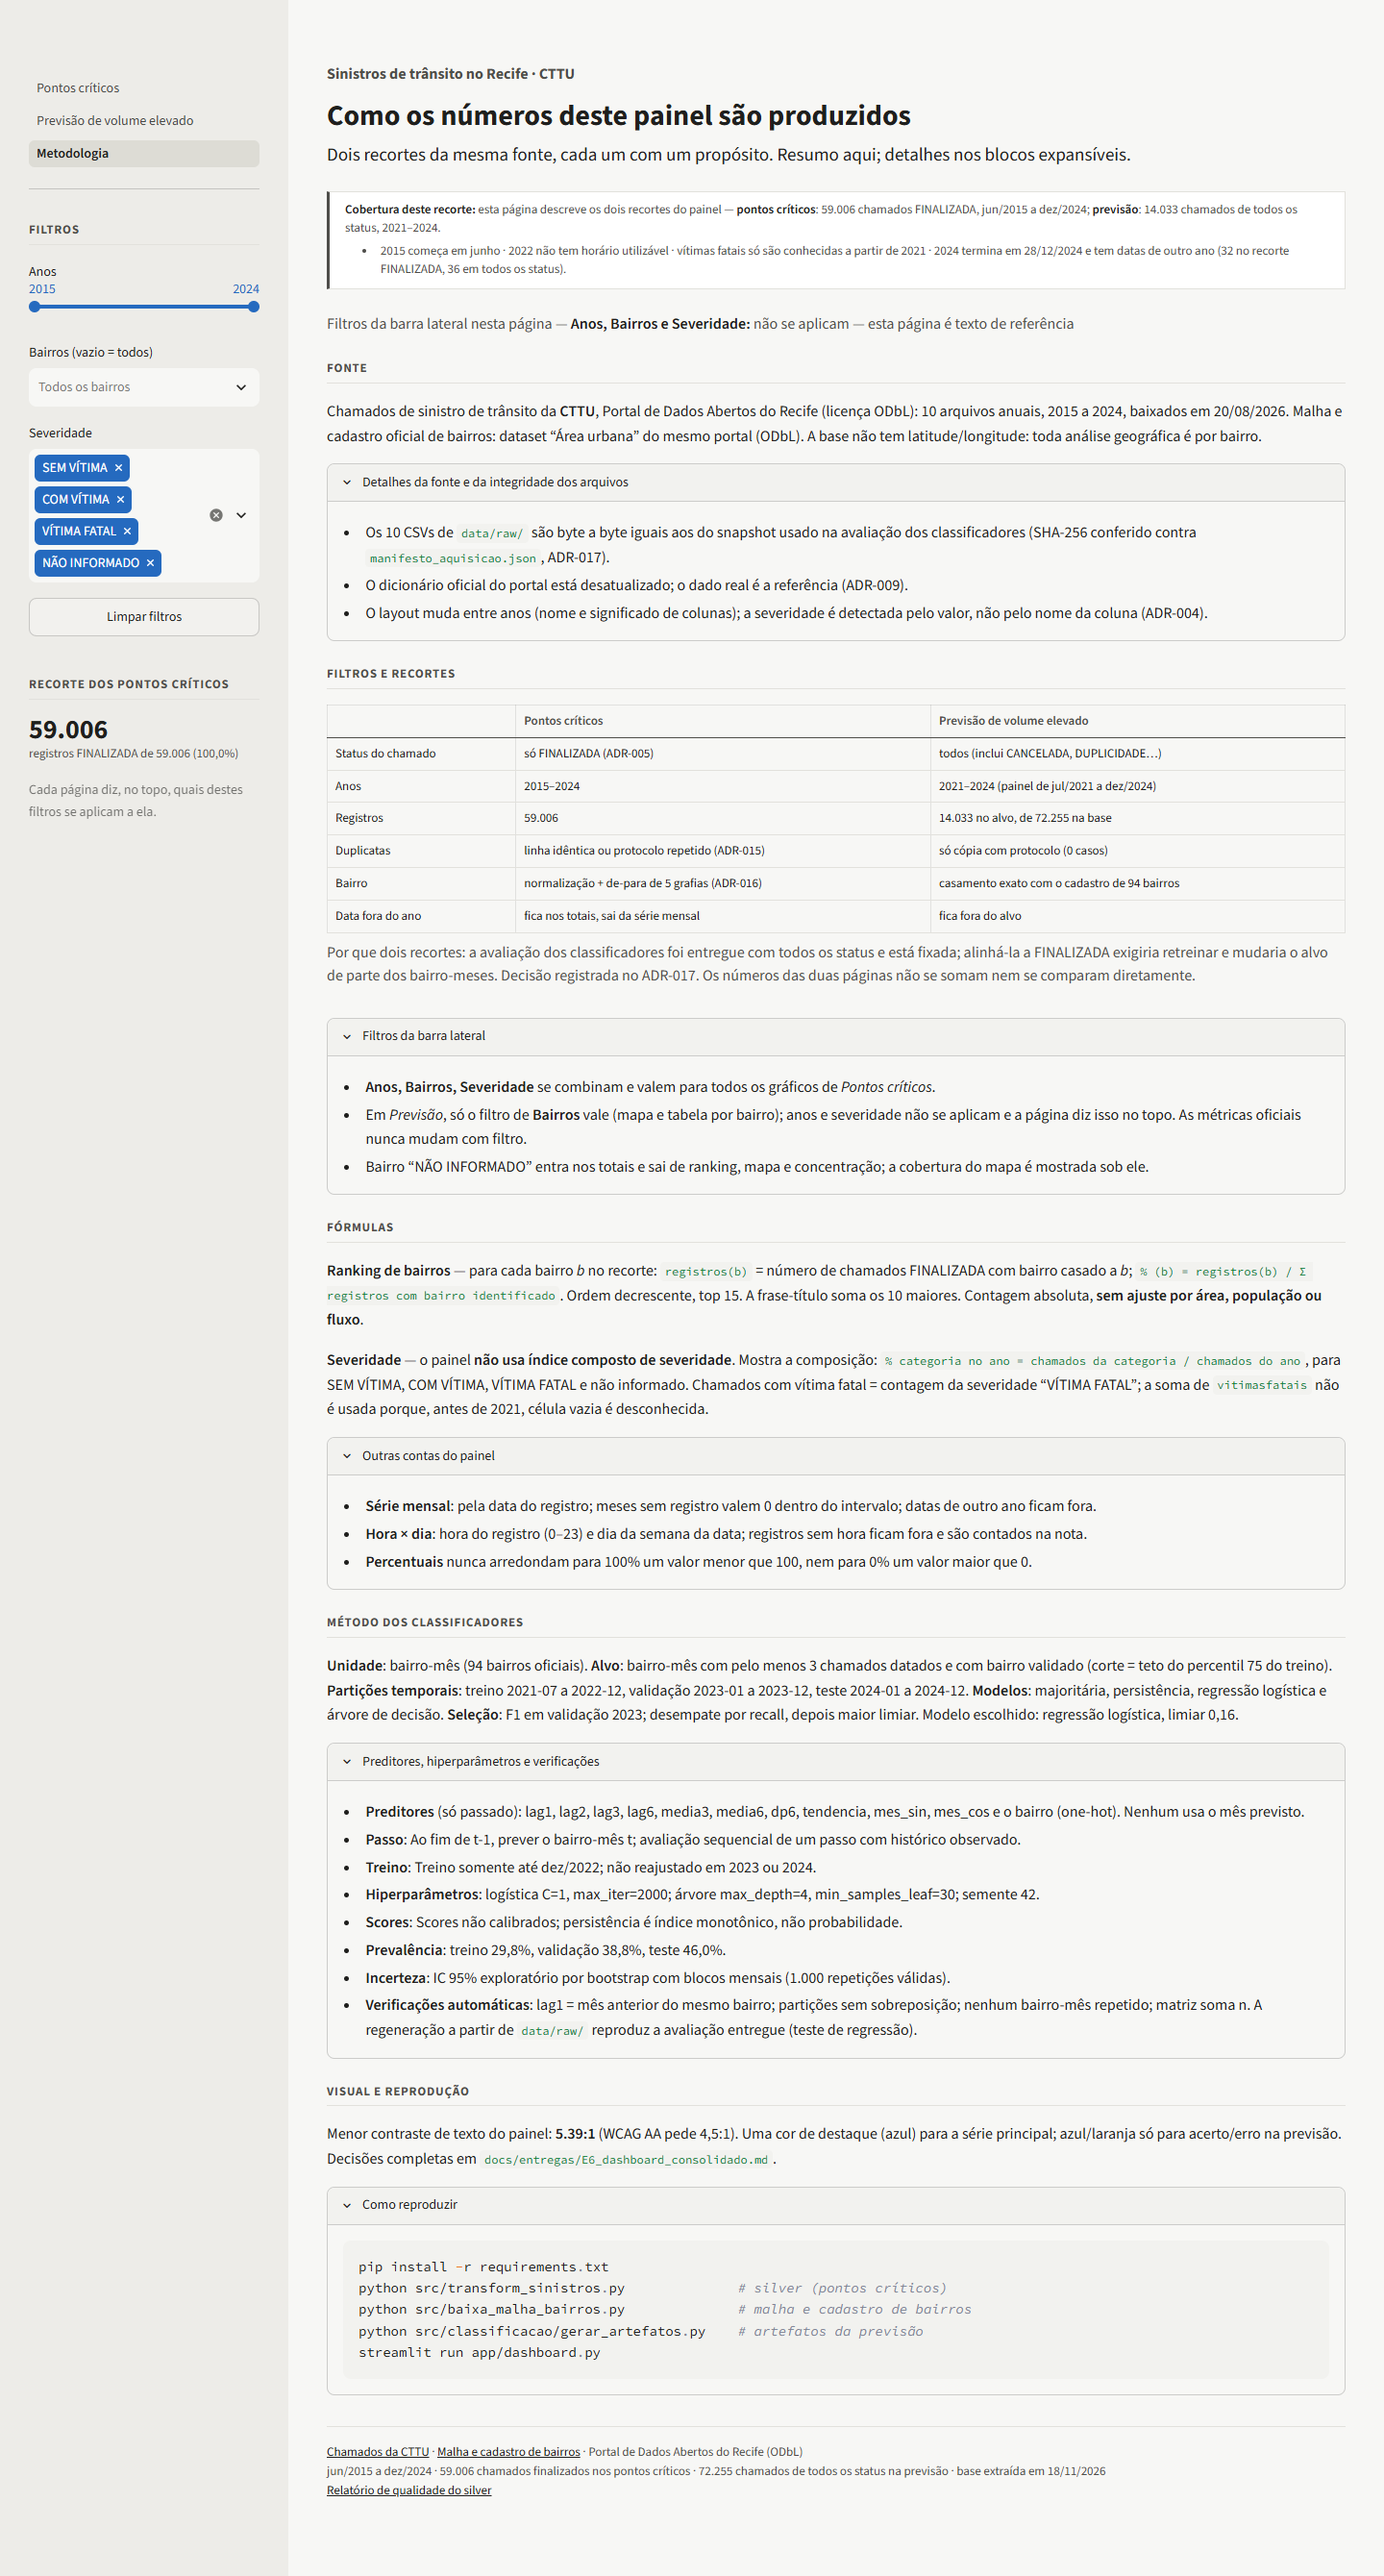 Pontos críticos
Previsão de volume elevado
Metodologia
FILTROS
Anos
2015 2024
Bairros (vazio = todos)
Todos os bairros
Severidade
SEM VÍTIMA ×
COM VÍTIMA ×
VÍTIMA FATAL ×
NÃO INFORMADO ×
Limpar filtros
RECORTE DOS PONTOS CRÍTICOS
59.006
registros FINALIZADA de 59.006 (100,0%)
Cada página diz, no topo, quais destes
filtros se aplicam a ela.
Sinistros de trânsito no Recife · CTTU
Como os números deste painel são produzidos
Dois recortes da mesma fonte, cada um com um propósito. Resumo aqui; detalhes nos blocos expansíveis.
Cobertura deste recorte: esta página descreve os dois recortes do painel — pontos críticos: 59.006 chamados FINALIZADA, jun/2015 a dez/2024; previsão: 14.033 chamados de todos os
status, 2021–2024.
• 2015 começa em junho · 2022 não tem horário utilizável · vítimas fatais só são conhecidas a partir de 2021 · 2024 termina em 28/12/2024 e tem datas de outro ano (32 no recorte
FINALIZADA, 36 em todos os status).
Filtros da barra lateral nesta página — Anos, Bairros e Severidade: não se aplicam — esta página é texto de referência
FONTE
Chamados de sinistro de trânsito da CTTU, Portal de Dados Abertos do Recife (licença ODbL): 10 arquivos anuais, 2015 a 2024, baixados em 20/08/2026. Malha e
cadastro oficial de bairros: dataset “Área urbana” do mesmo portal (ODbL). A base não tem latitude/longitude: toda análise geográfica é por bairro.
Detalhes da fonte e da integridade dos arquivos
• Os 10 CSVs de data/raw/ são byte a byte iguais aos do snapshot usado na avaliação dos classificadores (SHA-256 conferido contra
manifesto_aquisicao.json, ADR-017).
• O dicionário oficial do portal está desatualizado; o dado real é a referência (ADR-009).
• O layout muda entre anos (nome e significado de colunas); a severidade é detectada pelo valor, não pelo nome da coluna (ADR-004).
FILTROS E RECORTES
Pontos críticos Previsão de volume elevado
Status do chamado só FINALIZADA (ADR-005) todos (inclui CANCELADA, DUPLICIDADE…)
Anos 2015–2024 2021–2024 (painel de jul/2021 a dez/2024)
Registros 59.006 14.033 no alvo, de 72.255 na base
Duplicatas linha idêntica ou protocolo repetido (ADR-015) só cópia com protocolo (0 casos)
Bairro normalização + de-para de 5 grafias (ADR-016) casamento exato com o cadastro de 94 bairros
Data fora do ano fica nos totais, sai da série mensal fica fora do alvo
Por que dois recortes: a avaliação dos classificadores foi entregue com todos os status e está fixada; alinhá-la a FINALIZADA exigiria retreinar e mudaria o alvo
de parte dos bairro-meses. Decisão registrada no ADR-017. Os números das duas páginas não se somam nem se comparam diretamente.
Filtros da barra lateral
• Anos, Bairros, Severidade se combinam e valem para todos os gráficos de Pontos críticos.
• Em Previsão, só o filtro de Bairros vale (mapa e tabela por bairro); anos e severidade não se aplicam e a página diz isso no topo. As métricas oficiais
nunca mudam com filtro.
• Bairro “NÃO INFORMADO” entra nos totais e sai de ranking, mapa e concentração; a cobertura do mapa é mostrada sob ele.
FÓRMULAS
Ranking de bairros — para cada bairro b no recorte: registros(b) = número de chamados FINALIZADA com bairro casado a b; % (b) = registros(b) / Σ
registros com bairro identificado. Ordem decrescente, top 15. A frase-título soma os 10 maiores. Contagem absoluta, sem ajuste por área, população ou
fluxo.
Severidade — o painel não usa índice composto de severidade. Mostra a composição: % categoria no ano = chamados da categoria / chamados do ano, para
SEM VÍTIMA, COM VÍTIMA, VÍTIMA FATAL e não informado. Chamados com vítima fatal = contagem da severidade “VÍTIMA FATAL”; a soma de vitimasfatais não
é usada porque, antes de 2021, célula vazia é desconhecida.
Outras contas do painel
• Série mensal: pela data do registro; meses sem registro valem 0 dentro do intervalo; datas de outro ano ficam fora.
• Hora × dia: hora do registro (0–23) e dia da semana da data; registros sem hora ficam fora e são contados na nota.
• Percentuais nunca arredondam para 100% um valor menor que 100, nem para 0% um valor maior que 0.
MÉTODO DOS CLASSIFICADORES
Unidade: bairro-mês (94 bairros oficiais). Alvo: bairro-mês com pelo menos 3 chamados datados e com bairro validado (corte = teto do percentil 75 do treino).
Partições temporais: treino 2021-07 a 2022-12, validação 2023-01 a 2023-12, teste 2024-01 a 2024-12. Modelos: majoritária, persistência, regressão logística e
árvore de decisão. Seleção: F1 em validação 2023; desempate por recall, depois maior limiar. Modelo escolhido: regressão logística, limiar 0,16.
Preditores, hiperparâmetros e verificações
• Preditores (só passado): lag1, lag2, lag3, lag6, media3, media6, dp6, tendencia, mes_sin, mes_cos e o bairro (one-hot). Nenhum usa o mês previsto.
• Passo: Ao fim de t-1, prever o bairro-mês t; avaliação sequencial de um passo com histórico observado.
• Treino: Treino somente até dez/2022; não reajustado em 2023 ou 2024.
• Hiperparâmetros: logística C=1, max_iter=2000; árvore max_depth=4, min_samples_leaf=30; semente 42.
• Scores: Scores não calibrados; persistência é índice monotônico, não probabilidade.
• Prevalência: treino 29,8%, validação 38,8%, teste 46,0%.
• Incerteza: IC 95% exploratório por bootstrap com blocos mensais (1.000 repetições válidas).
• Verificações automáticas: lag1 = mês anterior do mesmo bairro; partições sem sobreposição; nenhum bairro-mês repetido; matriz soma n. A
regeneração a partir de data/raw/ reproduz a avaliação entregue (teste de regressão).
VISUAL E REPRODUÇÃO
Menor contraste de texto do painel: 5.39:1 (WCAG AA pede 4,5:1). Uma cor de destaque (azul) para a série principal; azul/laranja só para acerto/erro na previsão.
Decisões completas em docs/entregas/E6_dashboard_consolidado.md.
Como reproduzir
pip install -r requirements.txt
python src/transform_sinistros.py # silver (pontos críticos)
python src/baixa_malha_bairros.py # malha e cadastro de bairros
python src/classificacao/gerar_artefatos.py # artefatos da previsão
streamlit run app/dashboard.py
Chamados da CTTU · Malha e cadastro de bairros · Portal de Dados Abertos do Recife (ODbL)
jun/2015 a dez/2024 · 59.006 chamados finalizados nos pontos críticos · 72.255 chamados de todos os status na previsão · base extraída em 18/11/2026
Relatório de qualidade do silver